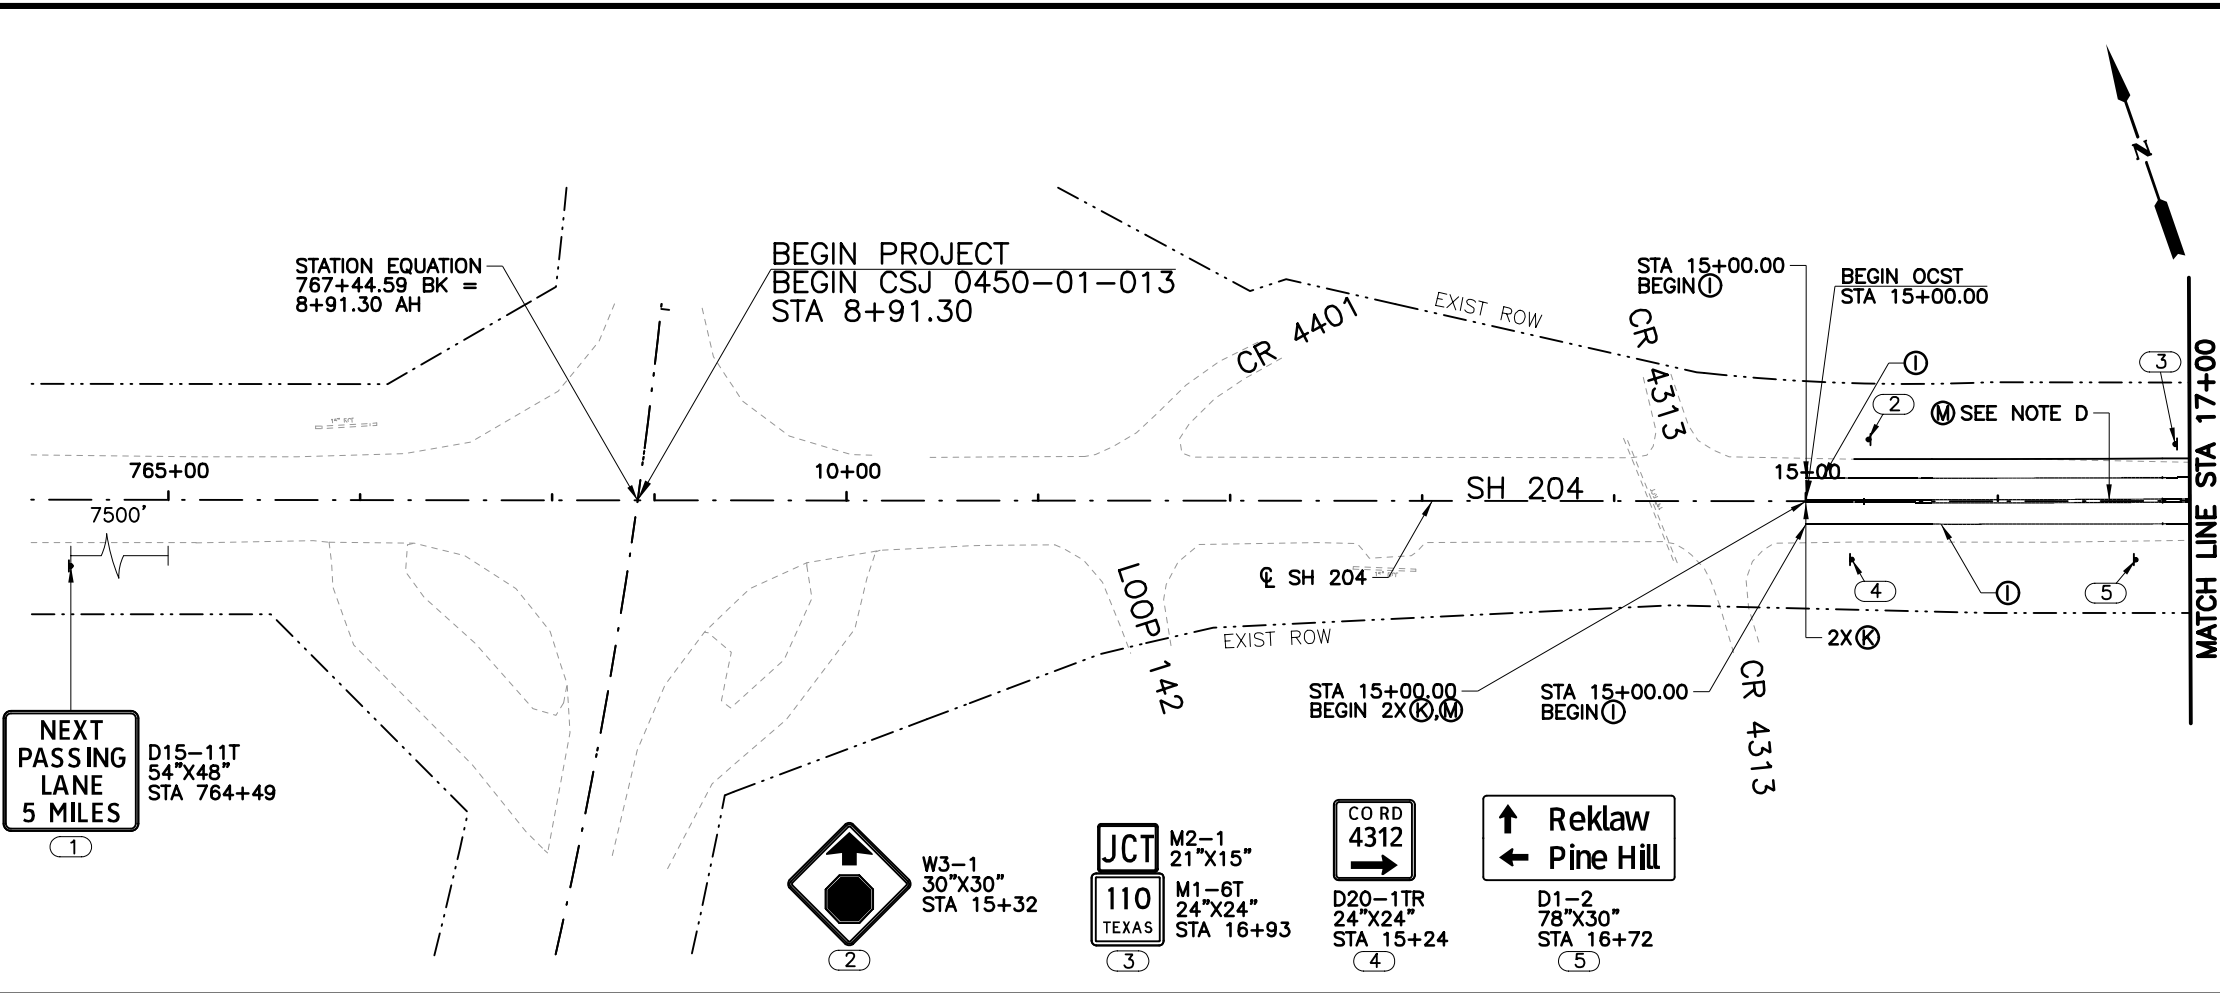 N
STATION EQUATION
767+44.59 BK =
8+91.30 AH
BEGIN PROJECT
BEGIN CSJ 0450-01-013
STA 8+91.30
STA 15+00.00
BEGIN I
BEGIN OCST
STA 15+00.00
EXIST ROW
CR 4401
CR 4313
I
3
2
M SEE NOTE D
MATCH LINE STA 17+00
765+00
10+00
15+00
SH 204
7500'
℄ SH 204
LOOP 142
EXIST ROW
4
I
5
2X K
STA 15+00.00
BEGIN 2X K, M
STA 15+00.00
BEGIN I
CR 4313
NEXT
PASSING
LANE
5 MILES
D15-11T
54"X48"
STA 764+49
1
W3-1
30"X30"
STA 15+32
2
JCT
M2-1
21"X15"
110
TEXAS
M1-6T
24"X24"
STA 16+93
3
CO RD
4312
D20-1TR
24"X24"
STA 15+24
4
Reklaw
Pine Hill
D1-2
78"X30"
STA 16+72
5